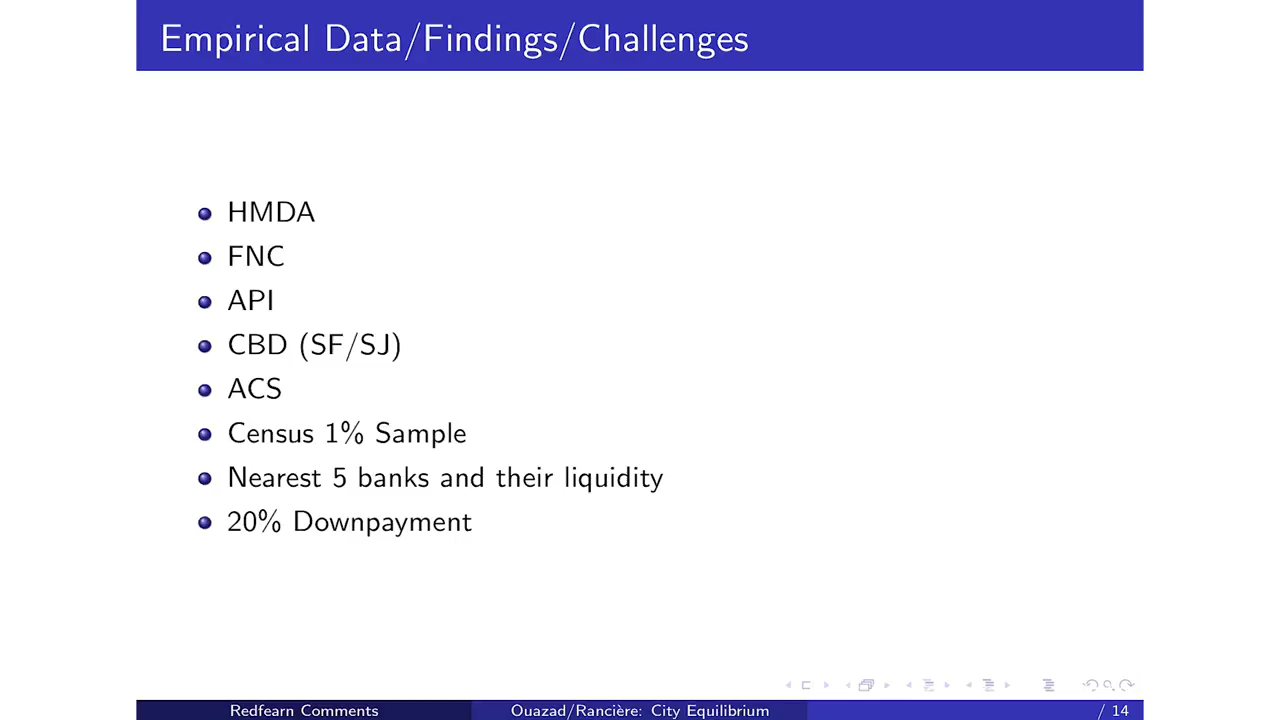 Empirical Data/Findings/Challenges
HMDA
FNC
API
CBD (SF/SJ)
ACS
Census 1% Sample
Nearest 5 banks and their liquidity
20% Downpayment
Redfearn Comments
Ouazad/Rancière: City Equilibrium
/ 14